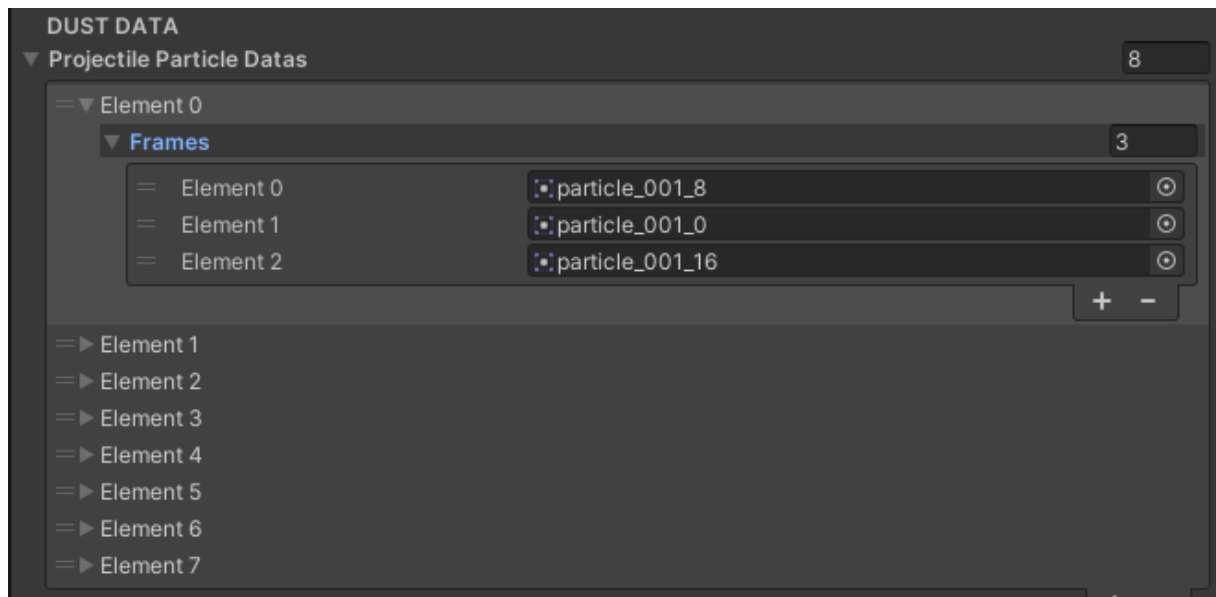 DUST DATA
Projectile Particle Datas 8
Element 0
Frames 3
Element 0 particle_001_8
Element 1 particle_001_0
Element 2 particle_001_16
+ −
Element 1
Element 2
Element 3
Element 4
Element 5
Element 6
Element 7